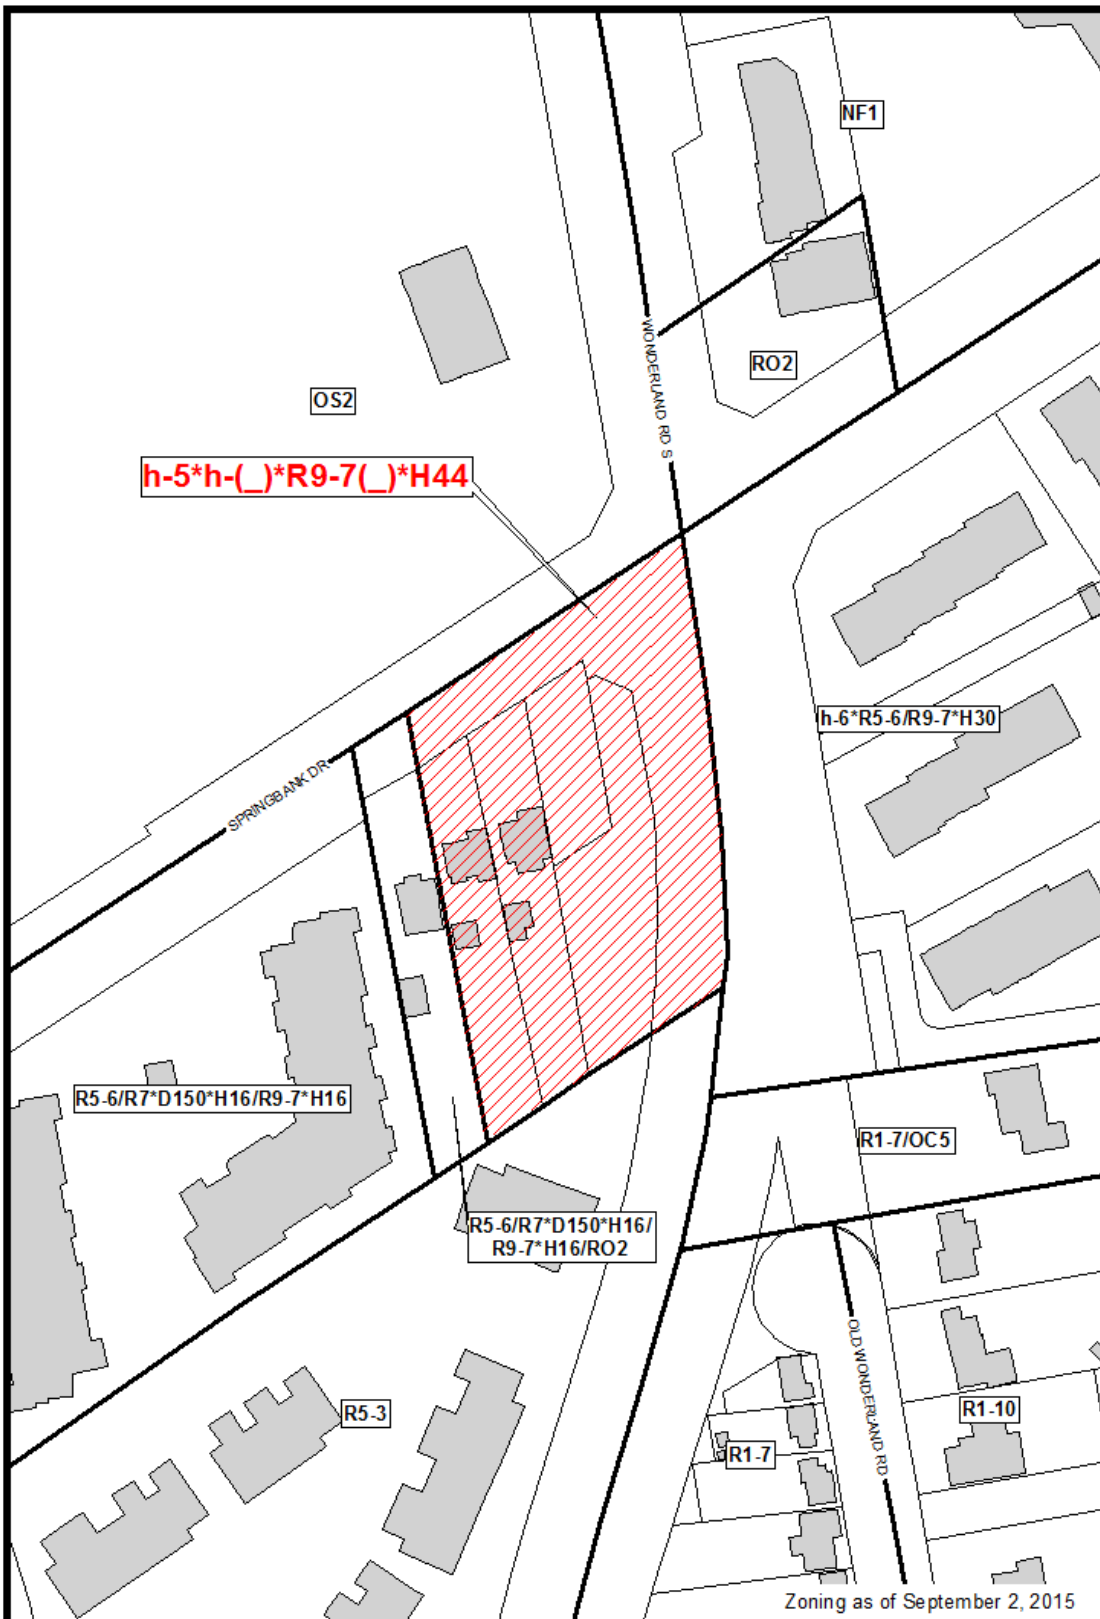 NF1
WONDERLAND RD S
RO2
OS2
h-5*h-(_)*R9-7(_)*H44
h-6*R5-6/R9-7*H30
SPRINGBANK DR
R5-6/R7*D150*H16/R9-7*H16
R1-7/OC5
R5-6/R7*D150*H16/
R9-7*H16/RO2
OLD WONDERLAND RD
R5-3
R1-10
R1-7
Zoning as of September 2, 2015